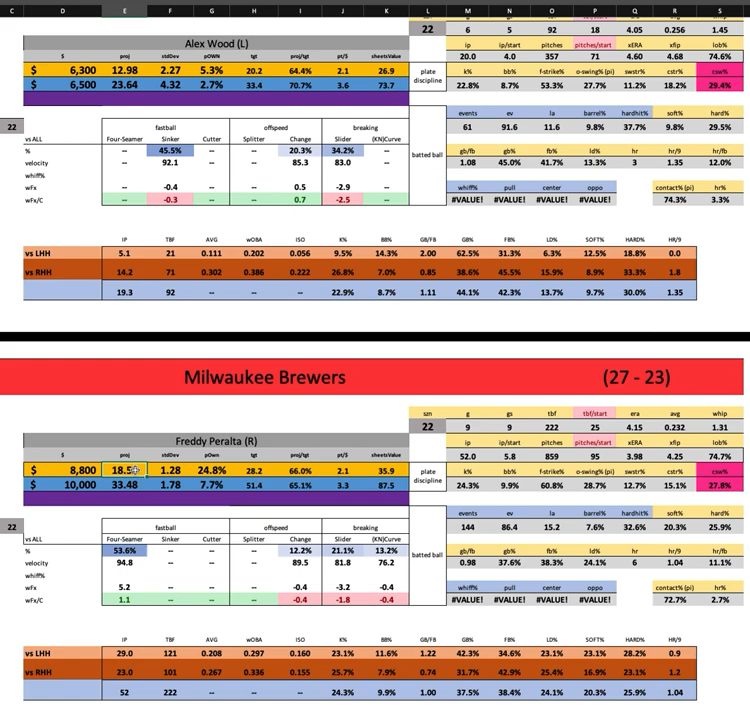 C D E F G H I J K L M N O P Q R S
22 6 5 92 18 4.05 0.256 1.45
Alex Wood (L) ip ip/start pitches pitches/start xERA xfip lob%
$ proj stdDev pOWN tgt proj/tgt pt/$ sheetsValue 20.0 4.0 357 71 4.60 4.68 74.6%
$ 6,300 12.98 2.27 5.3% 20.2 64.4% 2.1 26.9 plate discipline k% bb% f-strike% o-swing% (pi) swstr% cstr% csw%
$ 6,500 23.64 4.32 2.7% 33.4 70.7% 3.6 73.7 22.8% 8.7% 53.3% 27.7% 11.2% 18.2% 29.4%
events ev la barrel% hardhit% soft% hard%
22 fastball offspeed breaking 61 91.6 11.6 9.8% 37.7% 9.8% 29.5%
vs ALL Four-Seamer Sinker Cutter Splitter Change Slider (KN)Curve
% -- 45.5% -- -- 20.3% 34.2% -- batted ball gb/fb gb% fb% ld% hr hr/9 hr/fb
velocity -- 92.1 -- 85.3 83.0 -- 1.08 45.0% 41.7% 13.3% 3 1.35 12.0%
whiff%
wFx -- -0.4 0.5 -2.9 -- whiff% pull center oppo contact% (pi) hr%
wFx/C -- -0.3 -- -- 0.7 -2.5 -- #VALUE! #VALUE! #VALUE! #VALUE! 74.3% 3.3%
IP TBF AVG wOBA ISO K% BB% GB/FB GB% FB% LD% SOFT% HARD% HR/9
vs LHH 5.1 21 0.111 0.202 0.056 9.5% 14.3% 2.00 62.5% 31.3% 6.3% 12.5% 18.8% 0.0
vs RHH 14.2 71 0.302 0.386 0.222 26.8% 7.0% 0.85 38.6% 45.5% 15.9% 8.9% 33.3% 1.8
19.3 92 -- -- -- 22.9% 8.7% 1.11 44.1% 42.3% 13.7% 9.7% 30.0% 1.35
Milwaukee Brewers (27 - 23)
szn g gs tbf tbf/start era avg whip
22 9 9 222 25 4.15 0.232 1.31
Freddy Peralta (R) ip ip/start pitches pitches/start xERA xfip lob%
$ proj stdDev pOwn tgt proj/tgt pt/$ sheetsValue 52.0 5.8 859 95 3.98 4.25 74.7%
$ 8,800 18.5 1.28 24.8% 28.2 66.0% 2.1 35.9 plate discipline k% bb% f-strike% o-swing% (pi) swstr% cstr% csw%
$ 10,000 33.48 1.78 7.7% 51.4 65.1% 3.3 87.5 24.3% 9.9% 60.8% 28.7% 12.7% 15.1% 27.8%
events ev la barrel% hardhit% soft% hard%
22 fastball offspeed breaking 144 86.4 15.2 7.6% 32.6% 20.3% 25.9%
vs ALL Four-Seamer Sinker Cutter Splitter Change Slider (KN)Curve
% 53.6% -- -- -- 12.2% 21.1% 13.2% batted ball gb/fb gb% fb% ld% hr hr/9 hr/fb
velocity 94.8 -- -- -- 89.5 81.8 76.2 0.98 37.6% 38.3% 24.1% 6 1.04 11.1%
whiff%
wFx 5.2 -- -- -- -0.4 -3.2 -0.4 whiff% pull center oppo contact% (pi) hr%
wFx/C 1.1 -- -- -- -0.4 -1.8 -0.4 #VALUE! #VALUE! #VALUE! #VALUE! 72.7% 2.7%
IP TBF AVG wOBA ISO K% BB% GB/FB GB% FB% LD% SOFT% HARD% HR/9
vs LHH 29.0 121 0.208 0.297 0.160 23.1% 11.6% 1.22 42.3% 34.6% 23.1% 23.1% 28.2% 0.9
vs RHH 23.0 101 0.267 0.336 0.155 25.7% 7.9% 0.74 31.7% 42.9% 25.4% 16.9% 23.1% 1.2
52 222 -- -- -- 24.3% 9.9% 1.00 37.5% 38.4% 24.1% 20.3% 25.9% 1.04